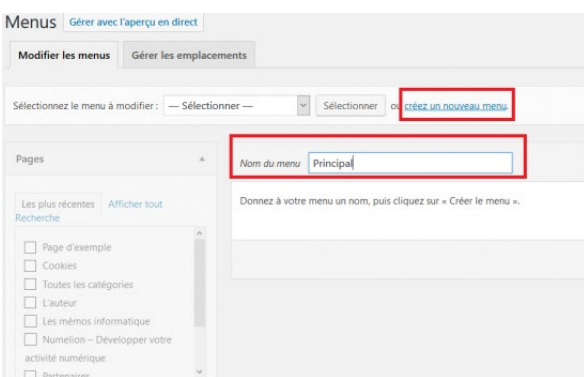 Menus Gérer avec l'aperçu en direct
Modifier les menus Gérer les emplacements
Sélectionnez le menu à modifier : — Sélectionner — Sélectionner ou créez un nouveau menu.
Pages
Nom du menu Principal
Les plus récentes Afficher tout
Recherche
Donnez à votre menu un nom, puis cliquez sur « Créer le menu ».
Page d'exemple
Cookies
Toutes les catégories
L'auteur
Les mémos informatique
Numelion – Développer votre
activité numérique
Partenaires